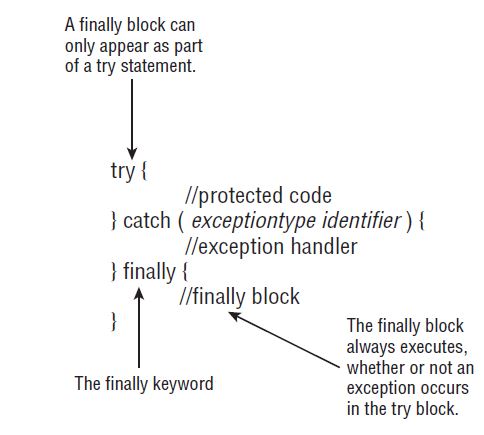 A finally block can
only appear as part
of a try statement.
try {
//protected code
} catch ( exceptiontype identifier ) {
//exception handler
} finally {
//finally block
}
The finally keyword
The finally block
always executes,
whether or not an
exception occurs
in the try block.